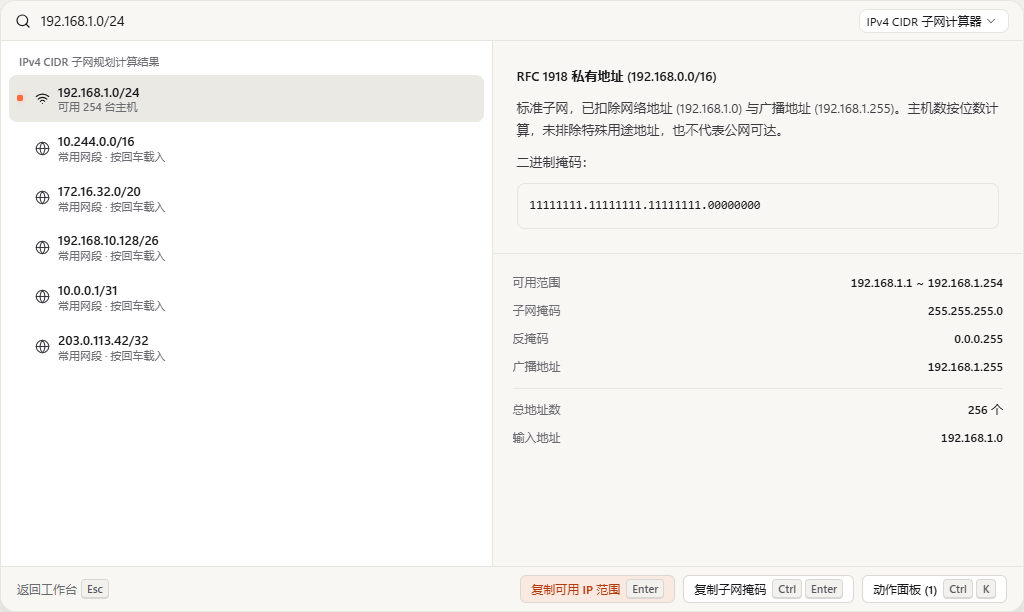 192.168.1.0/24
IPv4 CIDR 子网计算器
IPv4 CIDR 子网规划计算结果
192.168.1.0/24
可用 254 台主机
10.244.0.0/16
常用网段 · 按回车载入
172.16.32.0/20
常用网段 · 按回车载入
192.168.10.128/26
常用网段 · 按回车载入
10.0.0.1/31
常用网段 · 按回车载入
203.0.113.42/32
常用网段 · 按回车载入
RFC 1918 私有地址 (192.168.0.0/16)
标准子网，已扣除网络地址 (192.168.1.0) 与广播地址 (192.168.1.255)。主机数按位数计
算，未排除特殊用途地址，也不代表公网可达。
二进制掩码：
11111111.11111111.11111111.00000000
可用范围 192.168.1.1 ~ 192.168.1.254
子网掩码 255.255.255.0
反掩码 0.0.0.255
广播地址 192.168.1.255
总地址数 256 个
输入地址 192.168.1.0
返回工作台 Esc 复制可用 IP 范围 Enter 复制子网掩码 Ctrl Enter 动作面板 (1) Ctrl K